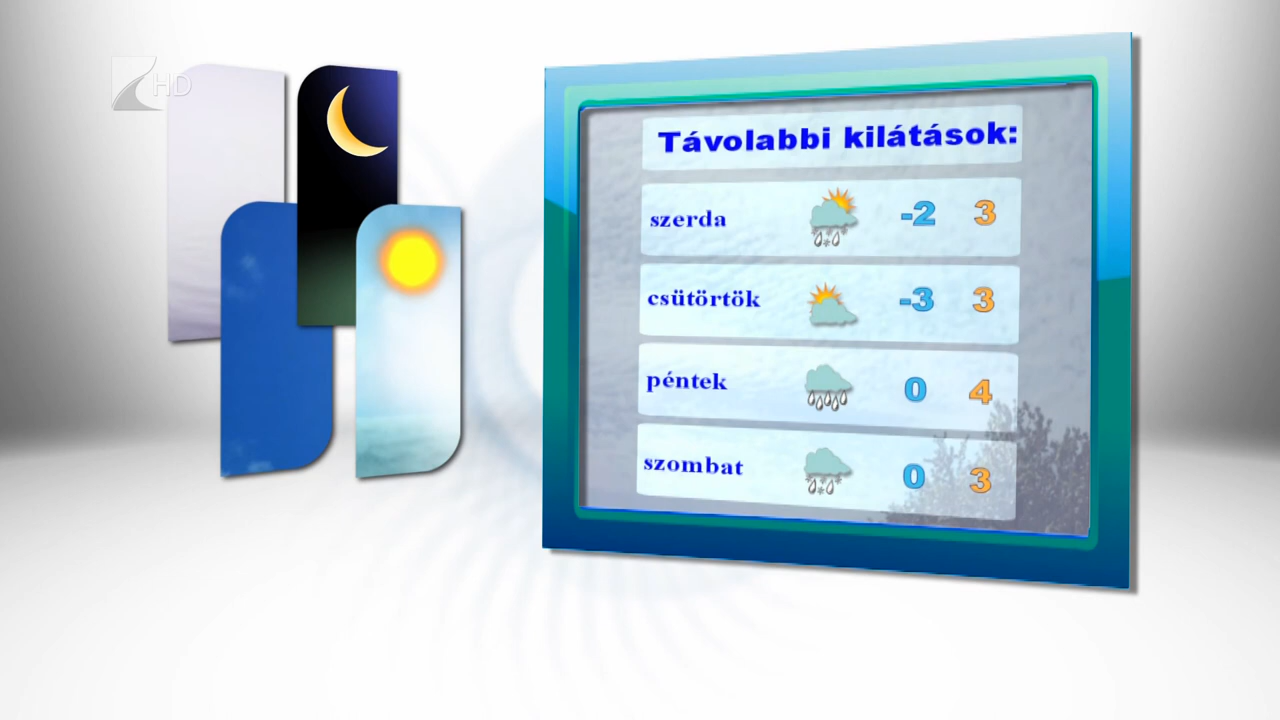 HD
Távolabbi kilátások:
szerda -2 3
csütörtök -3 3
péntek 0 4
szombat 0 3